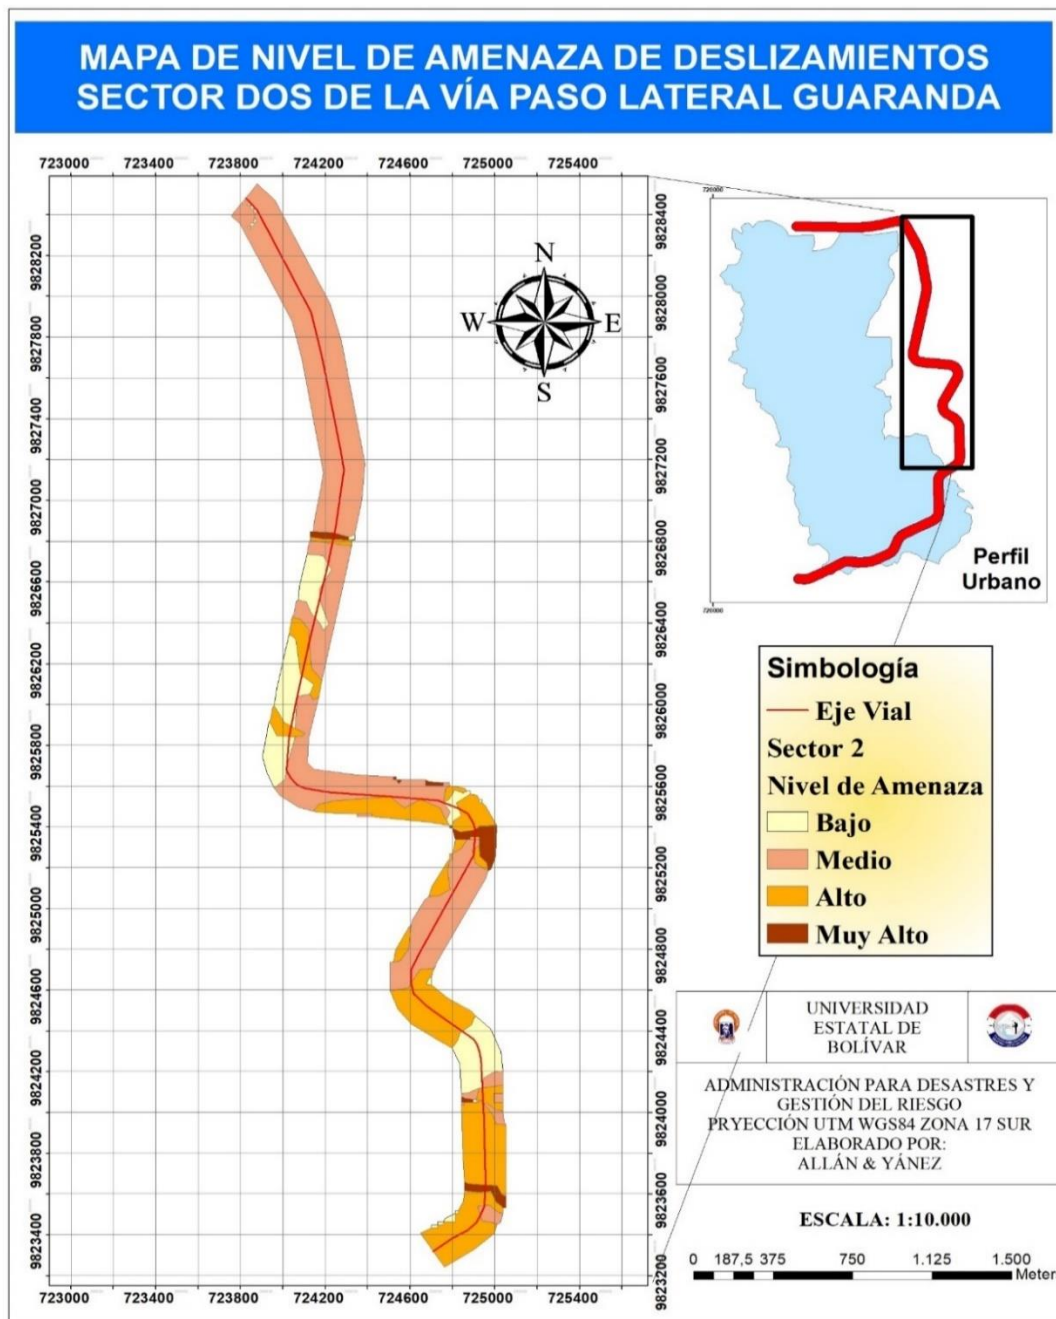 MAPA DE NIVEL DE AMENAZA DE DESLIZAMIENTOS
SECTOR DOS DE LA VÍA PASO LATERAL GUARANDA
723000 723400 723800 724200 724600 725000 725400
720000
9828400
9828200
9828000
9827800
9827600
9827400
9827200
9827000
9826800
9826600
9826400
9826200
9826000
9825800
9825600
9825400
9825200
9825000
9824800
9824600
9824400
9824200
9824000
9823800
9823600
9823400
9823200
723000 723400 723800 724200 724600 725000 725400
N
W E
S
Perfil
Urbano
720000
Simbología
Eje Vial
Sector 2
Nivel de Amenaza
Bajo
Medio
Alto
Muy Alto
UNIVERSIDAD
ESTATAL DE
BOLÍVAR
ADMINISTRACIÓN PARA DESASTRES Y
GESTIÓN DEL RIESGO
PRYECCIÓN UTM WGS84 ZONA 17 SUR
ELABORADO POR:
ALLÁN & YÁNEZ
ESCALA: 1:10.000
0 187,5 375 750 1.125 1.500
Meter